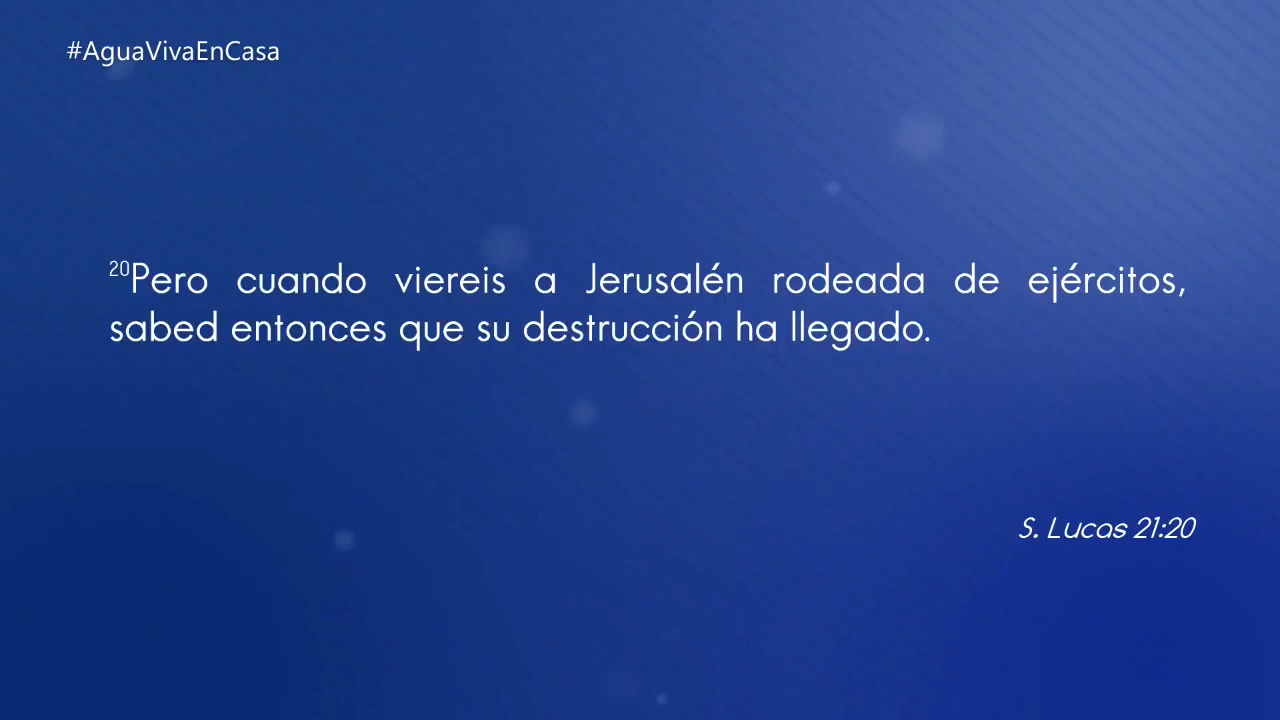 #AguaVivaEnCasa
20Pero cuando viereis a Jerusalén rodeada de ejércitos,
sabed entonces que su destrucción ha llegado.
S. Lucas 21:20